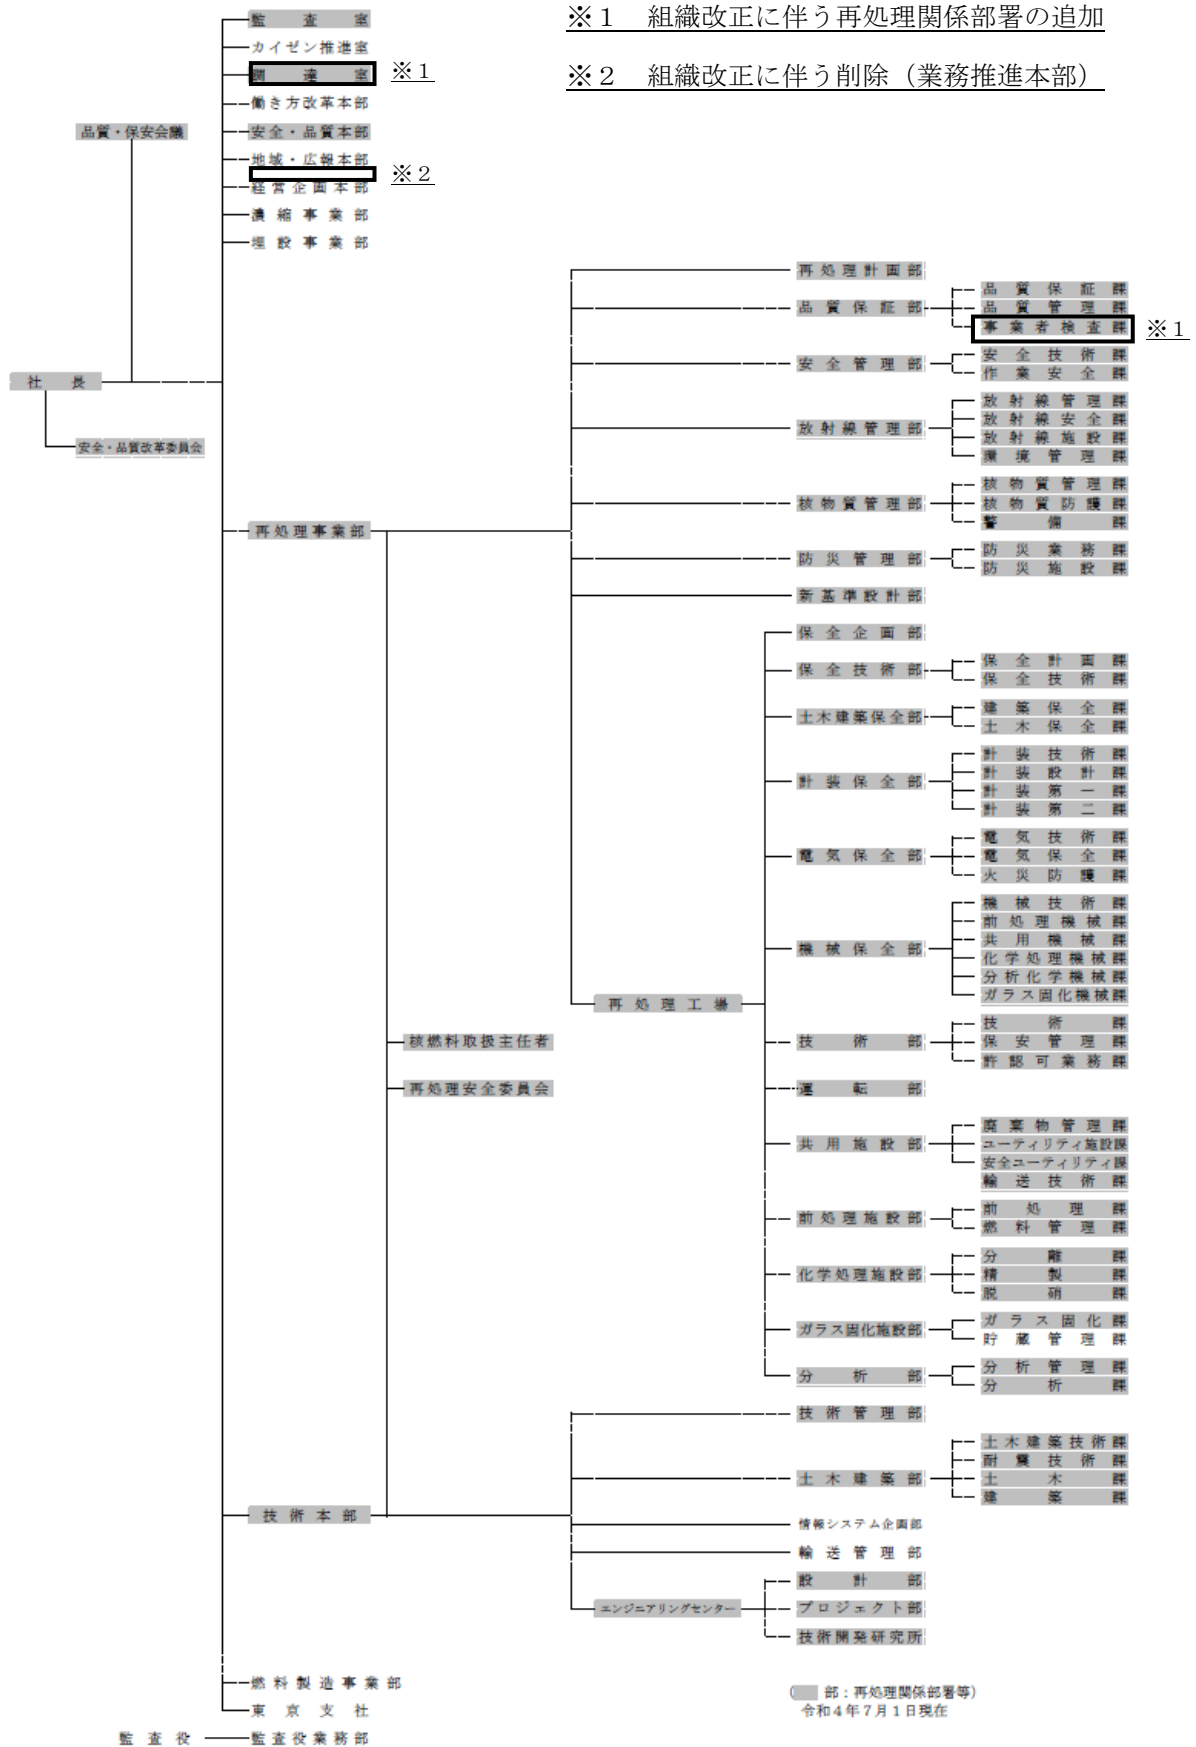 ※１　組織改正に伴う再処理関係部署の追加
※２　組織改正に伴う削除（業務推進本部）
監査室
カイゼン推進室
調達室
※１
働き方改革本部
品質・保安会議
安全・品質本部
地域・広報本部
※２
経営企画本部
濃縮事業部
埋設事業部
社長
安全・品質改革委員会
再処理事業部
再処理計画部
品質保証部
品質保証課
品質管理課
事業者検査課
※１
安全管理部
安全技術課
作業安全課
放射線管理部
放射線管理課
放射線安全課
放射線施設課
環境管理課
核物質管理部
核物質管理課
核物質防護課
警備課
防災管理部
防災業務課
防災施設課
新基準設計部
再処理工場
保全企画部
保全技術部
保全計画課
保全技術課
土木建築保全部
建築保全課
土木保全課
計装保全部
計装技術課
計装設計課
計装第一課
計装第二課
電気保全部
電気技術課
電気保全課
火災防護課
機械保全部
機械技術課
前処理機械課
共用機械課
化学処理機械課
分析化学機械課
ガラス固化機械課
技術部
技術課
保安管理課
許認可業務課
運転部
共用施設部
廃棄物管理課
ユーティリティ施設課
安全ユーティリティ課
輸送技術課
前処理施設部
前処理課
燃料管理課
化学処理施設部
分離課
精製課
脱硝課
ガラス固化施設部
ガラス固化課
貯蔵管理課
分析部
分析管理課
分析課
核燃料取扱主任者
再処理安全委員会
技術本部
技術管理部
土木建築部
土木建築技術課
耐震技術課
土木課
建築課
情報システム企画部
輸送管理部
エンジニアリングセンター
設計部
プロジェクト部
技術開発研究所
燃料製造事業部
東京支社
監査役
監査役業務部
（　部：再処理関係部署等）
令和４年７月１日現在